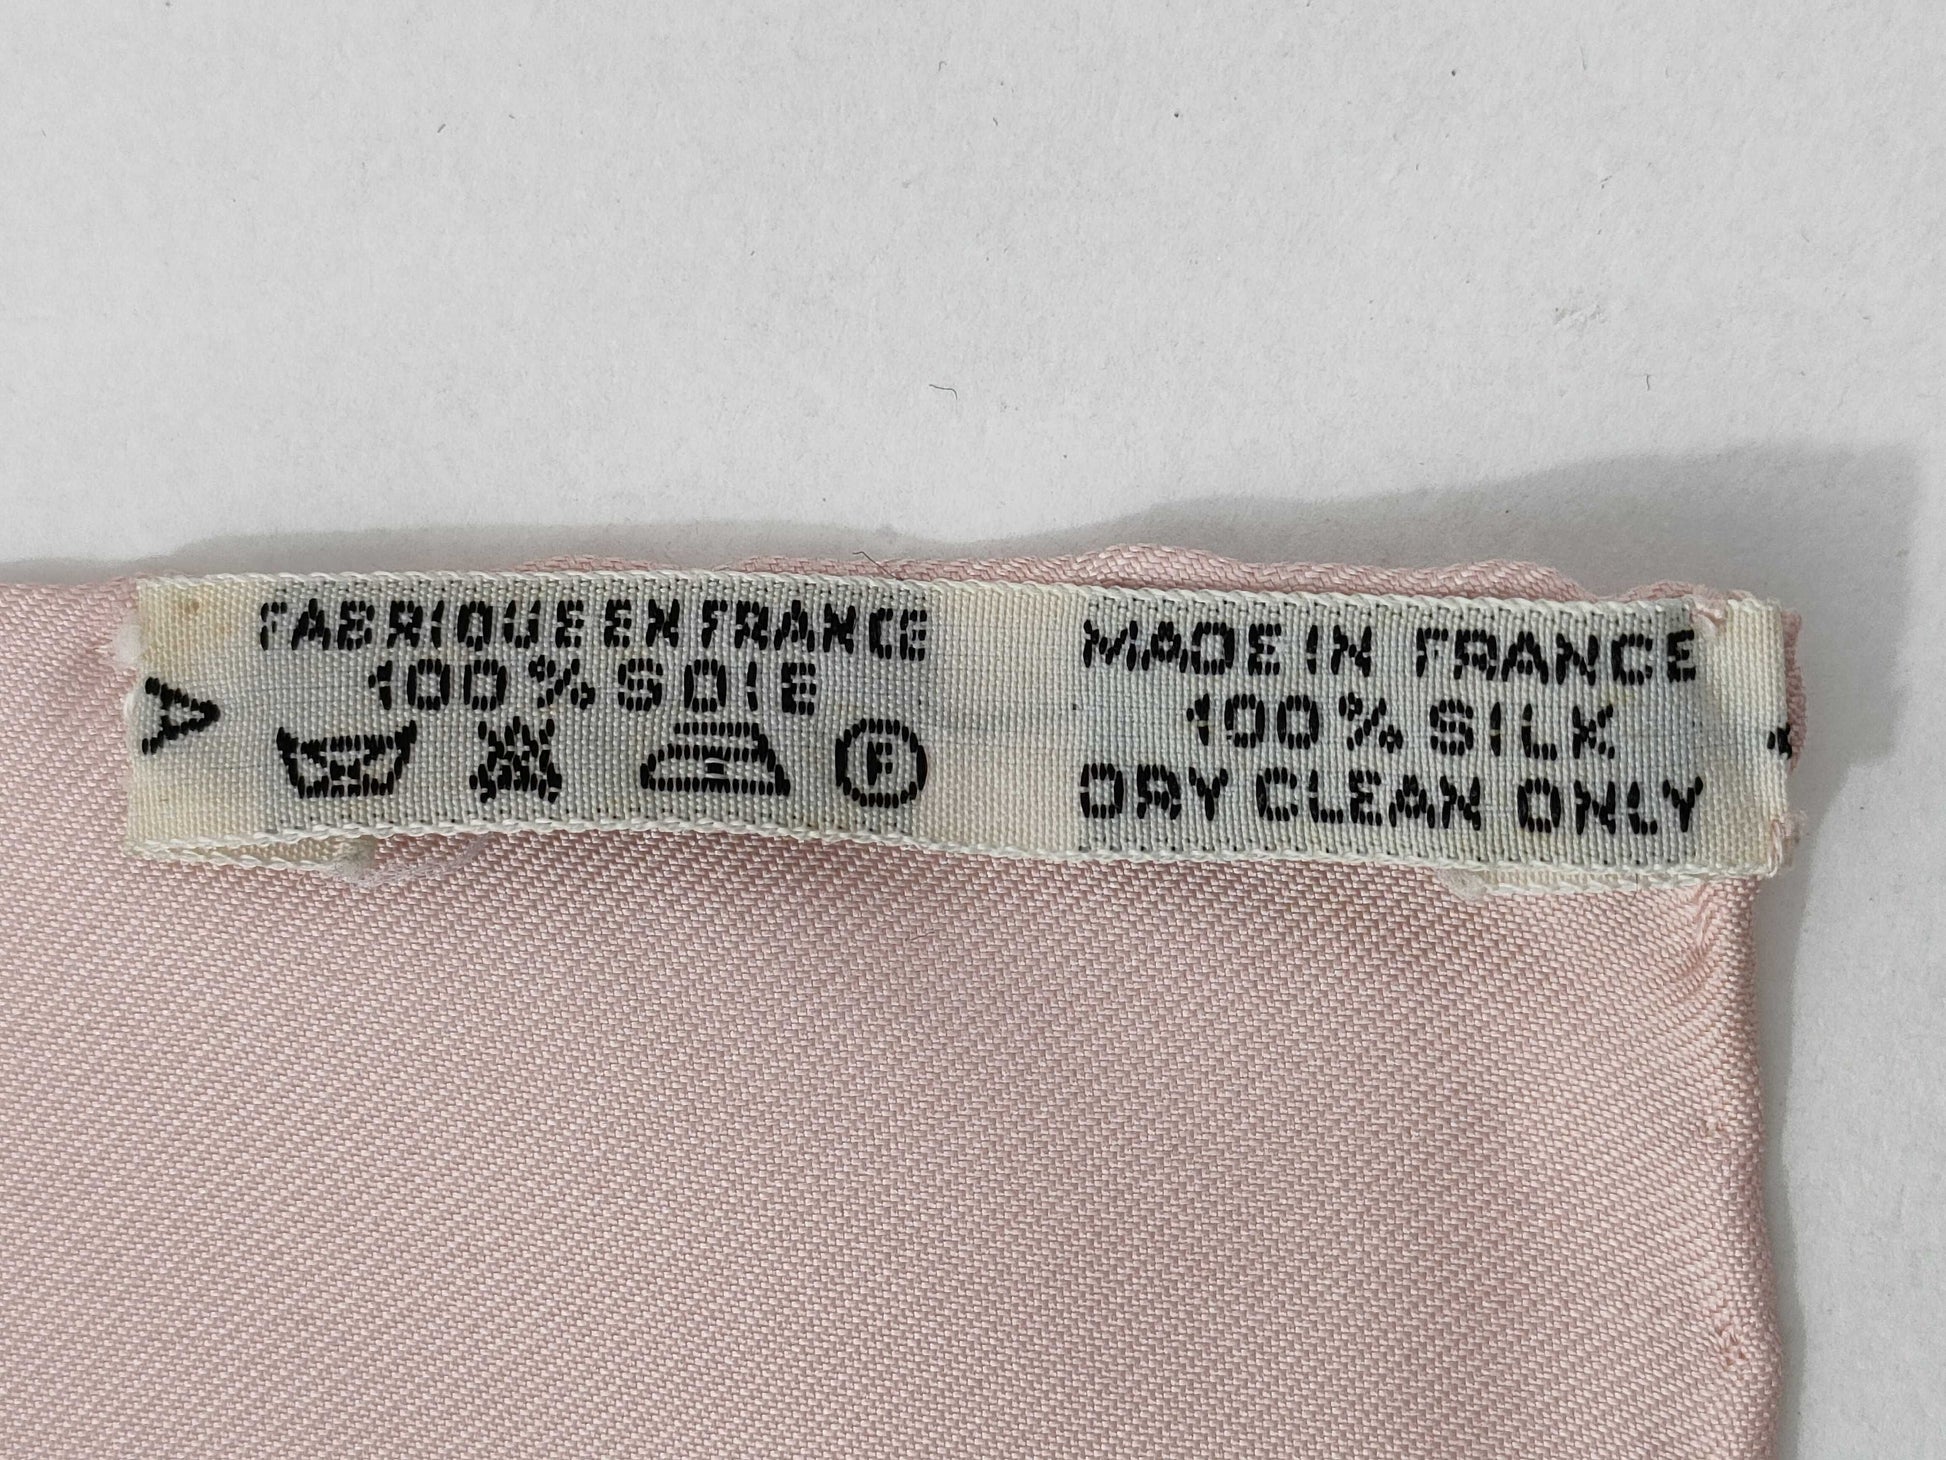 A
FABRIQUE EN FRANCE
100% SOIE
F
MADE IN FRANCE
100% SILK
DRY CLEAN ONLY